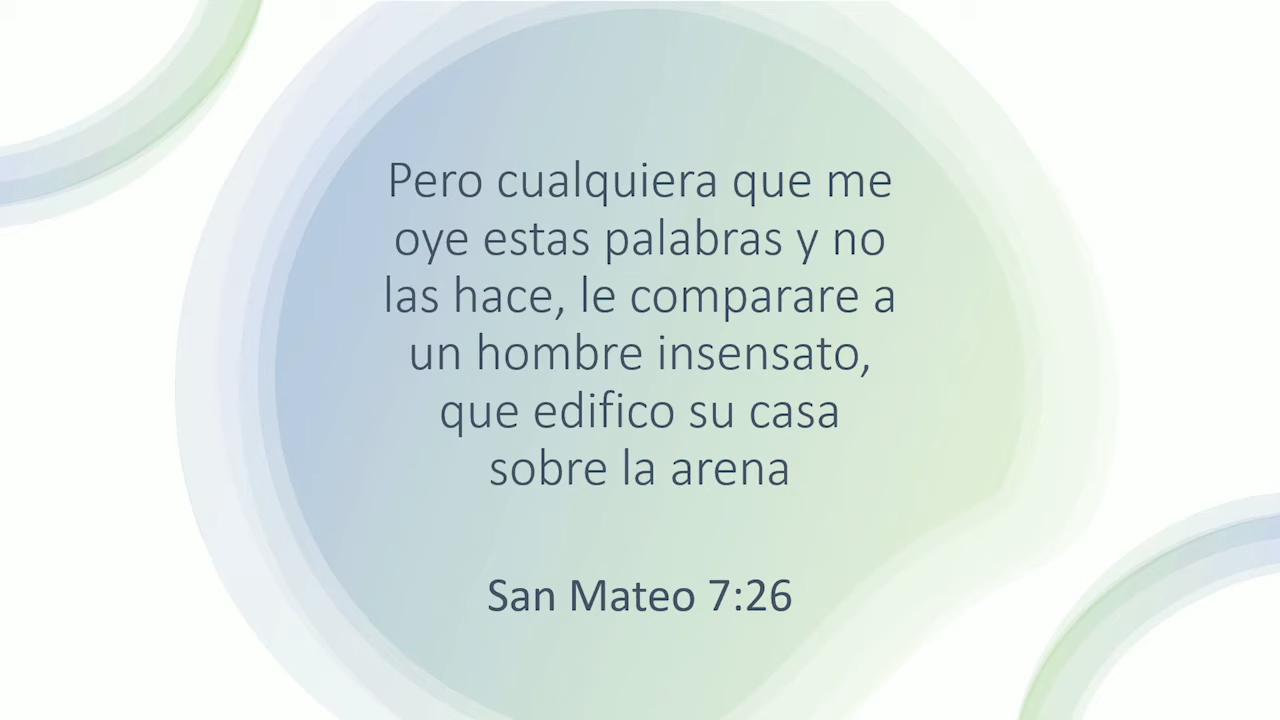 Pero cualquiera que me
oye estas palabras y no
las hace, le comparare a
un hombre insensato,
que edifico su casa
sobre la arena
San Mateo 7:26